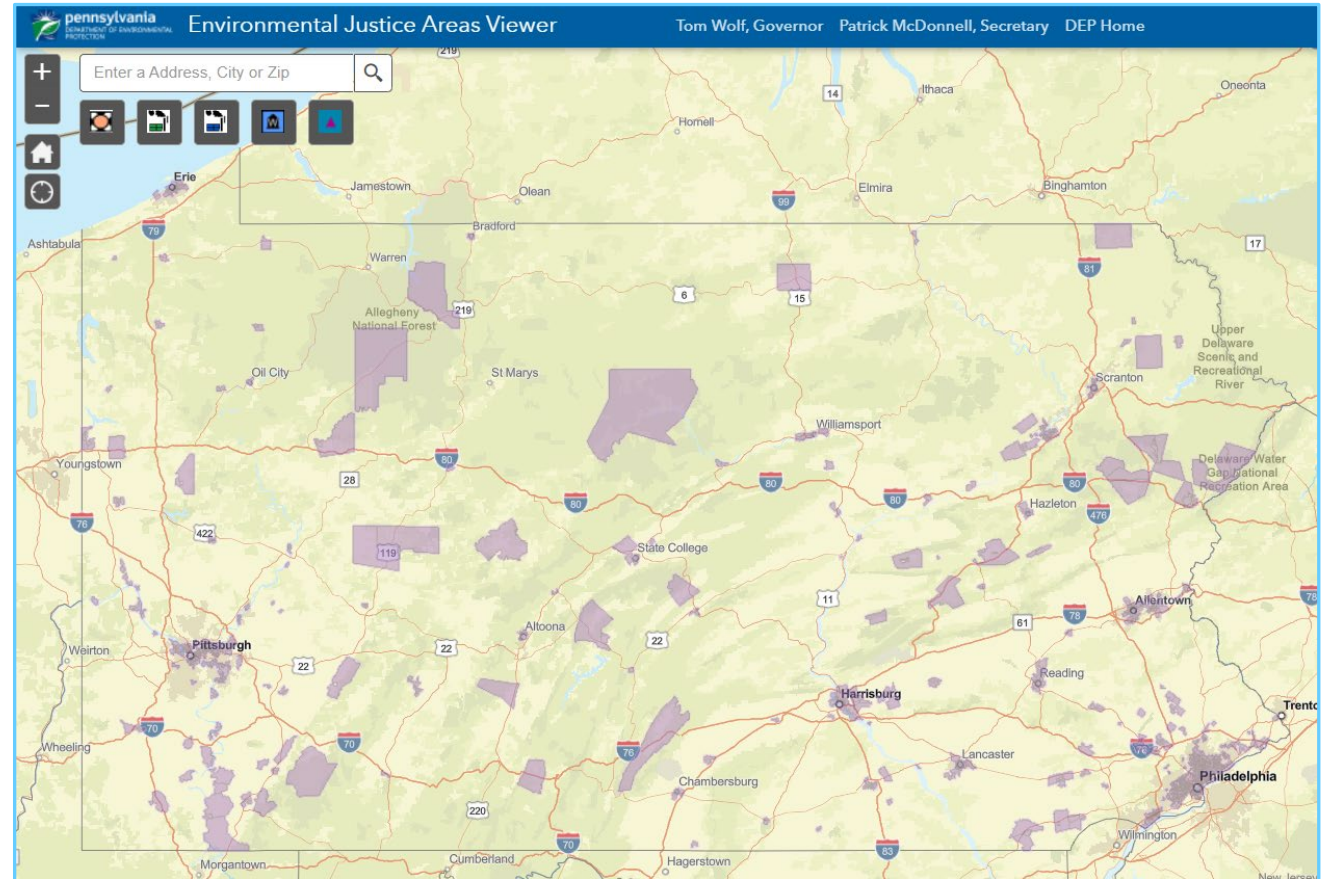 pennsylvania
DEPARTMENT OF ENVIRONMENTAL
PROTECTION
Environmental Justice Areas Viewer
Tom Wolf, Governor Patrick McDonnell, Secretary DEP Home
+
Enter a Address, City or Zip
−
W
219
14
Ithaca
Oneonta
Hornell
Erie
Jamestown
Olean
99
Elmira
Binghamton
Ashtabula
79
Bradford
17
Warren
81
6
15
Allegheny
National Forest
219
Upper
Delaware
Scenic and
Recreational
River
Oil City
St Marys
Scranton
Williamsport
Youngstown
80
28
80
80
80
80
Delaware Water
Gap National
Recreation Area
Hazleton
476
76
422
119
State College
11
Allentown
78
78
61
Altoona
22
22
22
Weirton
Pittsburgh
Reading
Harrisburg
Trento
70
70
76
76
Wheeling
Lancaster
Chambersburg
Philadelphia
220
Wilmington
70
83
Morgantown
Cumberland
Hagerstown
New Jersey